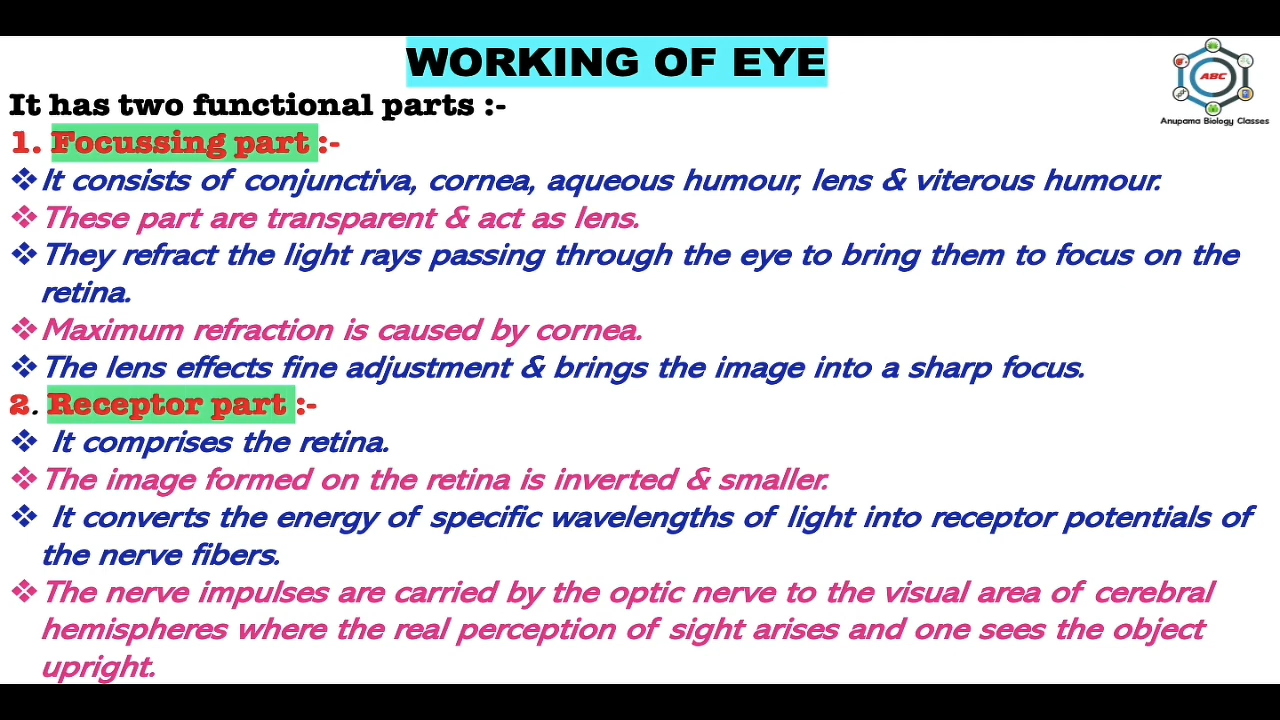 WORKING OF EYE
ABC
Anupama Biology Classes
It has two functional parts :-
1. Focussing part :-
❖It consists of conjunctiva, cornea, aqueous humour, lens & viterous humour.
❖These part are transparent & act as lens.
❖They refract the light rays passing through the eye to bring them to focus on the
retina.
❖Maximum refraction is caused by cornea.
❖The lens effects fine adjustment & brings the image into a sharp focus.
2. Receptor part :-
❖ It comprises the retina.
❖The image formed on the retina is inverted & smaller.
❖ It converts the energy of specific wavelengths of light into receptor potentials of
the nerve fibers.
❖The nerve impulses are carried by the optic nerve to the visual area of cerebral
hemispheres where the real perception of sight arises and one sees the object
upright.